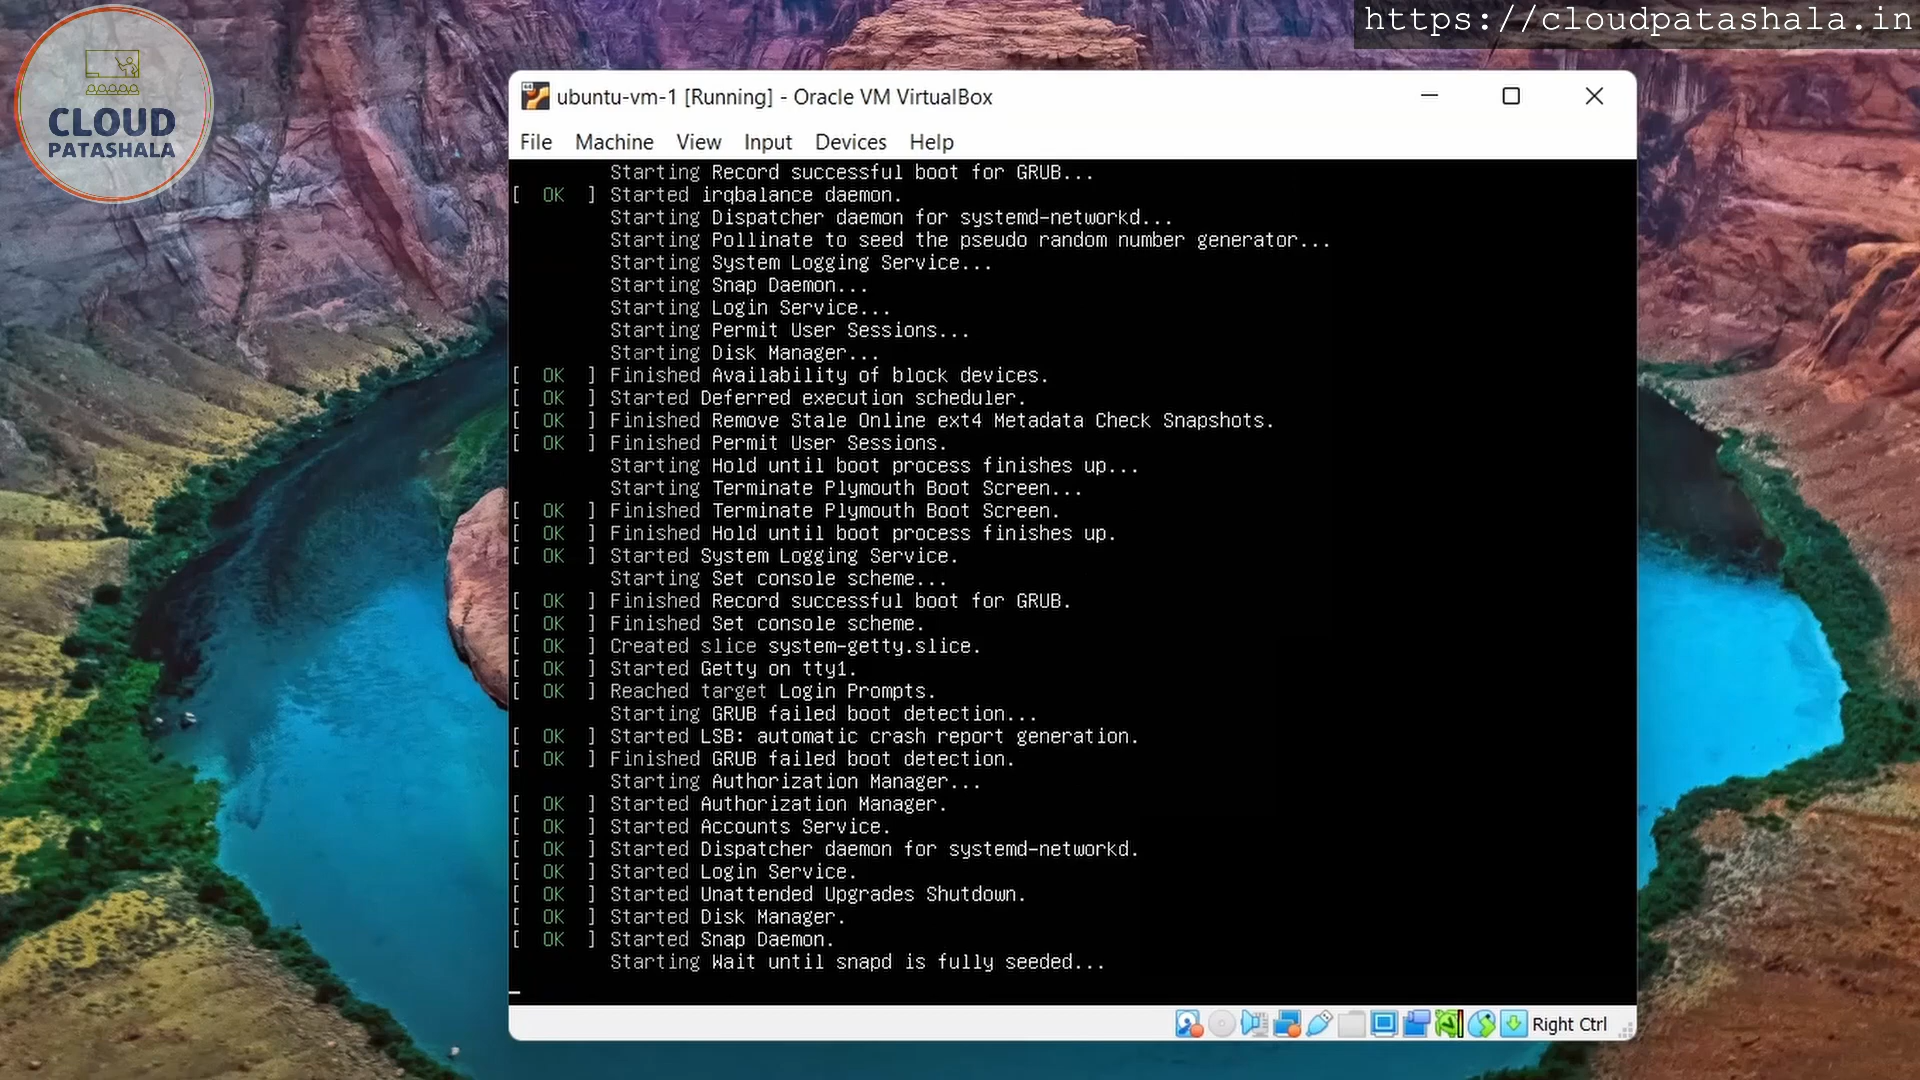 https://cloudpatashala.in
CLOUD
PATASHALA
ubuntu-vm-1 [Running] - Oracle VM VirtualBox
File Machine View Input Devices Help
Starting Record successful boot for GRUB...
[ OK ] Started irqbalance daemon.
Starting Dispatcher daemon for systemd-networkd...
Starting Pollinate to seed the pseudo random number generator...
Starting System Logging Service...
Starting Snap Daemon...
Starting Login Service...
Starting Permit User Sessions...
Starting Disk Manager...
[ OK ] Finished Availability of block devices.
[ OK ] Started Deferred execution scheduler.
[ OK ] Finished Remove Stale Online ext4 Metadata Check Snapshots.
[ OK ] Finished Permit User Sessions.
Starting Hold until boot process finishes up...
Starting Terminate Plymouth Boot Screen...
[ OK ] Finished Terminate Plymouth Boot Screen.
[ OK ] Finished Hold until boot process finishes up.
[ OK ] Started System Logging Service.
Starting Set console scheme...
[ OK ] Finished Record successful boot for GRUB.
[ OK ] Finished Set console scheme.
[ OK ] Created slice system-getty.slice.
[ OK ] Started Getty on tty1.
[ OK ] Reached target Login Prompts.
Starting GRUB failed boot detection...
[ OK ] Started LSB: automatic crash report generation.
[ OK ] Finished GRUB failed boot detection.
Starting Authorization Manager...
[ OK ] Started Authorization Manager.
[ OK ] Started Accounts Service.
[ OK ] Started Dispatcher daemon for systemd-networkd.
[ OK ] Started Login Service.
[ OK ] Started Unattended Upgrades Shutdown.
[ OK ] Started Disk Manager.
[ OK ] Started Snap Daemon.
Starting Wait until snapd is fully seeded...
Right Ctrl